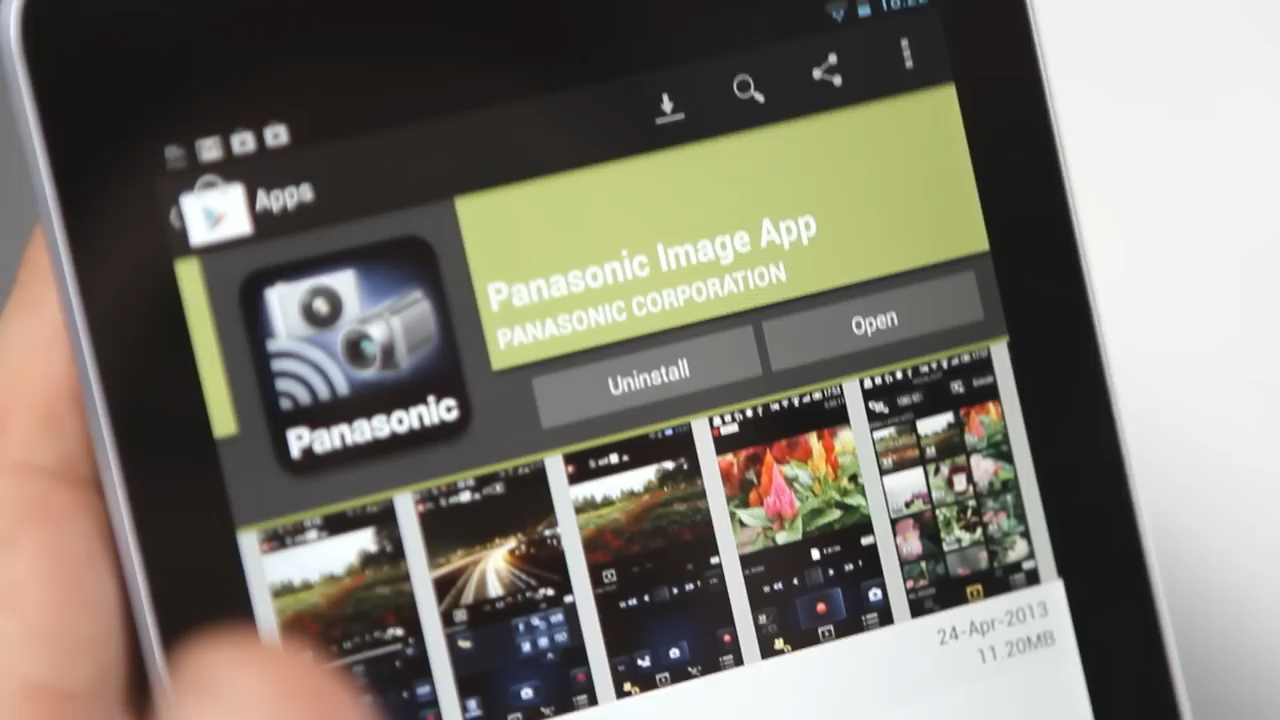 Apps
Panasonic Image App
PANASONIC CORPORATION
Uninstall
Open
Panasonic
24-Apr-2013
11.20MB